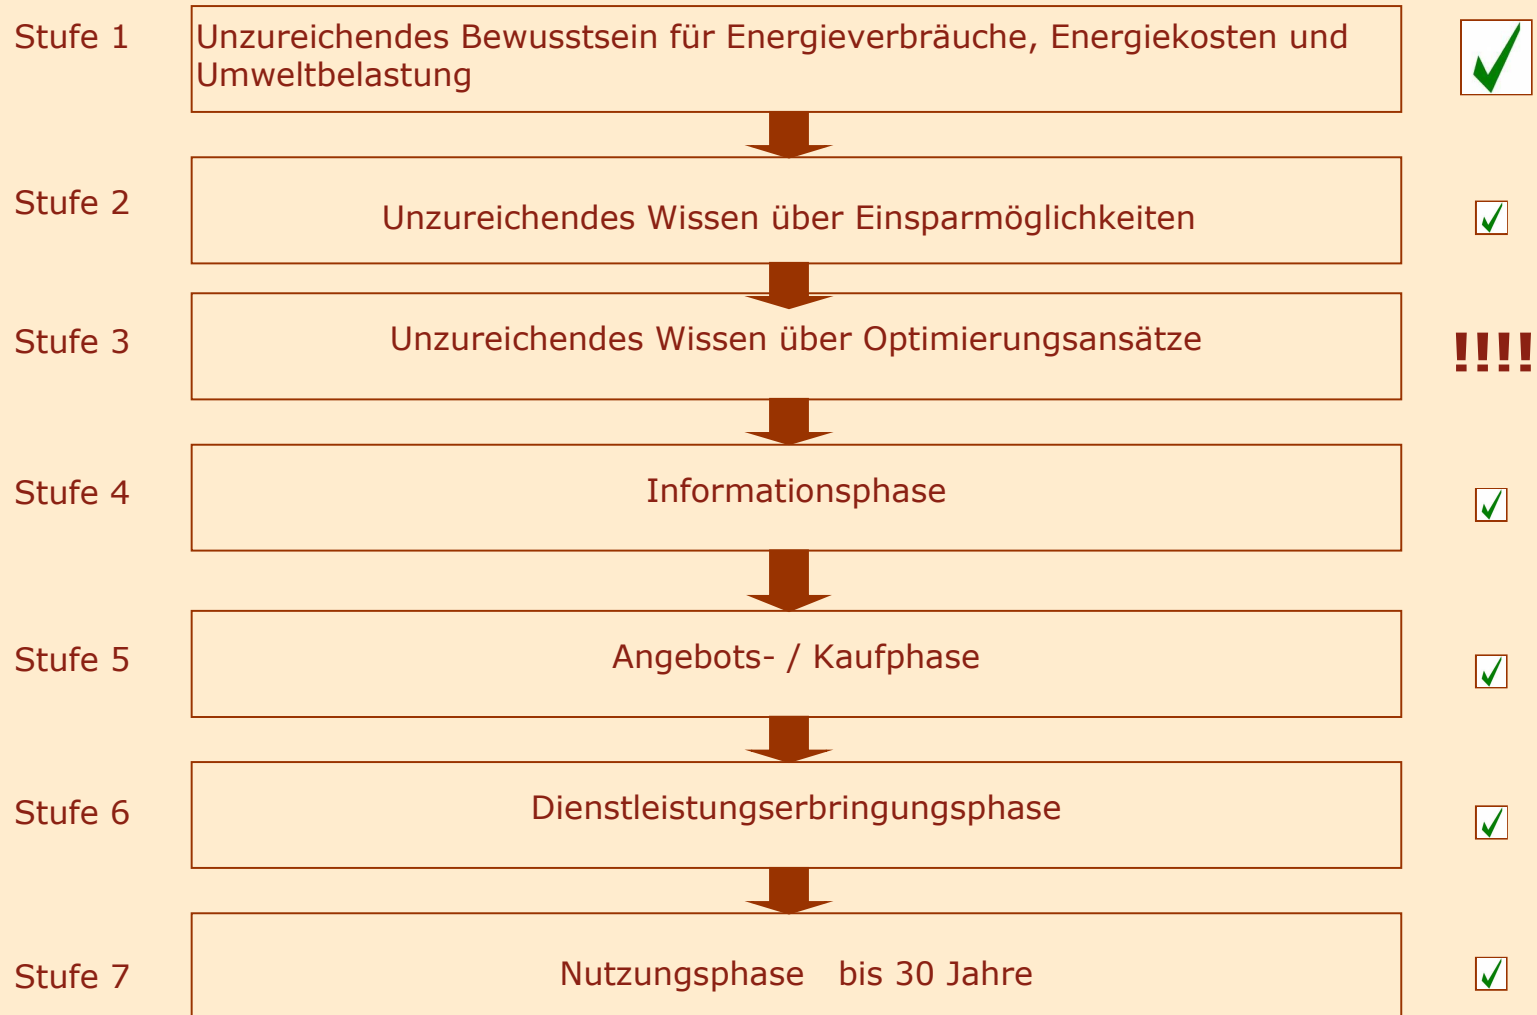 Stufe 1
Unzureichendes Bewusstsein für Energieverbräuche, Energiekosten und
Umweltbelastung
Stufe 2
Unzureichendes Wissen über Einsparmöglichkeiten
Stufe 3
Unzureichendes Wissen über Optimierungsansätze
!!!!
Stufe 4
Informationsphase
Stufe 5
Angebots- / Kaufphase
Stufe 6
Dienstleistungserbringungsphase
Stufe 7
Nutzungsphase bis 30 Jahre